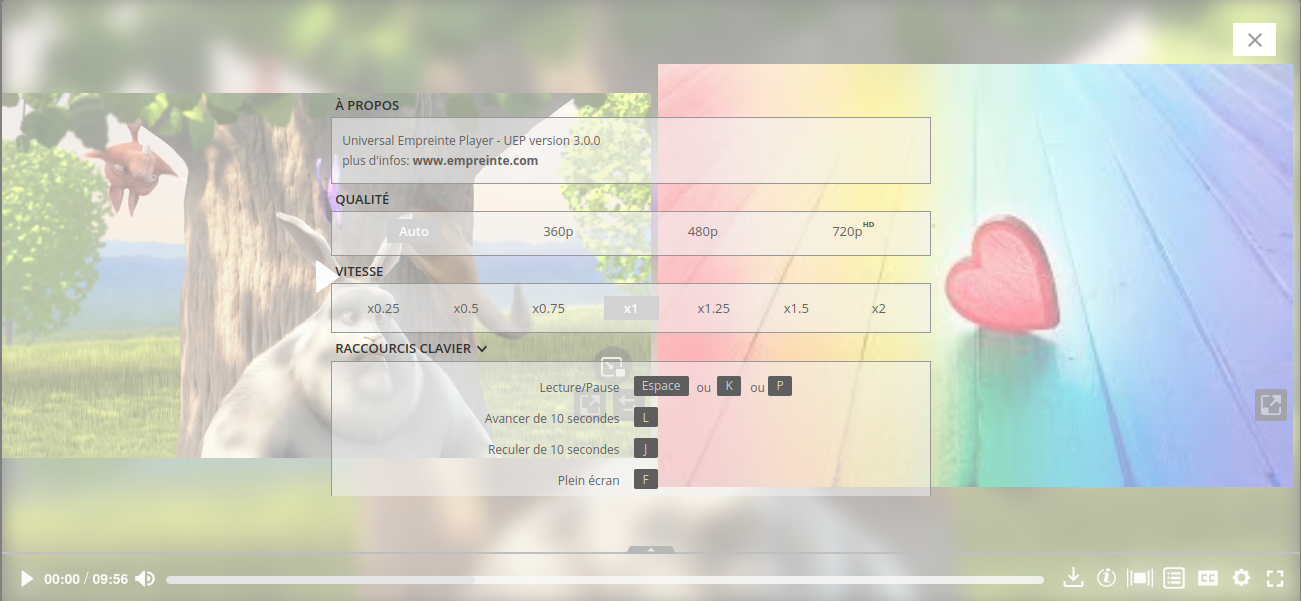 À PROPOS
Universal Empreinte Player - UEP version 3.0.0
plus d'infos: www.empreinte.com
QUALITÉ
Auto 360p 480p 720p HD
VITESSE
x0.25 x0.5 x0.75 x1 x1.25 x1.5 x2
RACCOURCIS CLAVIER
Lecture/Pause Espace ou K ou P
Avancer de 10 secondes L
Reculer de 10 secondes J
Plein écran F
00:00 / 09:56 CC